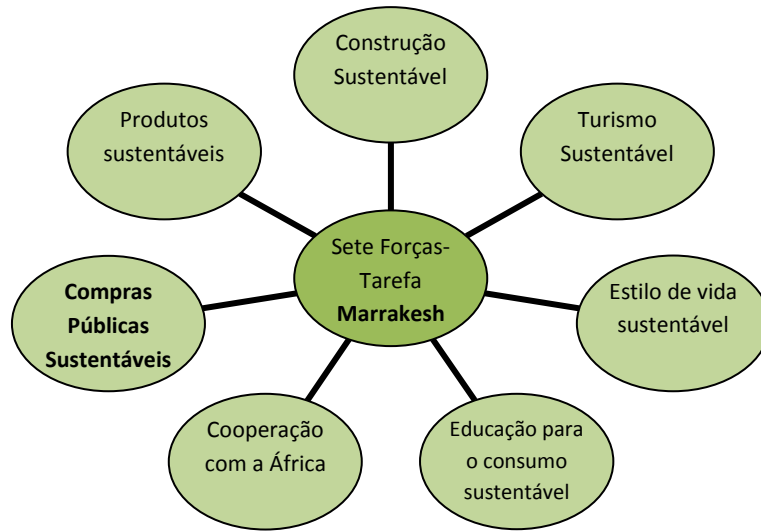 Construção
Sustentável
Produtos
sustentáveis
Turismo
Sustentável
Sete Forças-
Tarefa
Marrakesh
Compras
Públicas
Sustentáveis
Estilo de vida
sustentável
Cooperação
com a África
Educação para
o consumo
sustentável